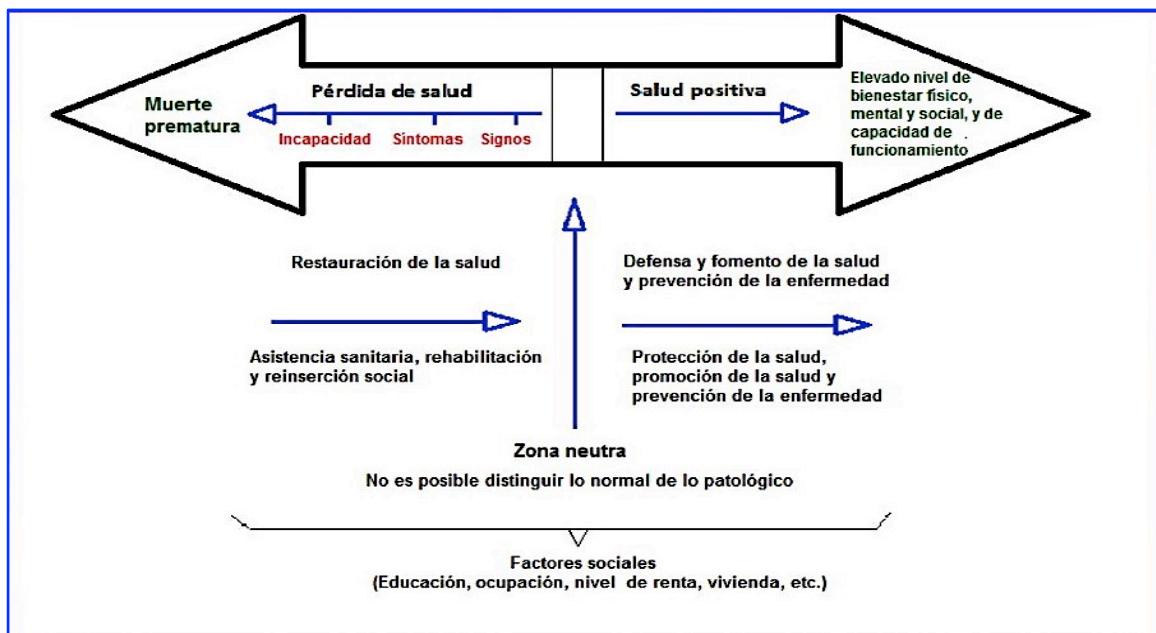 Muerte
prematura
Pérdida de salud
Incapacidad Síntomas Signos
Salud positiva
Elevado nivel de
bienestar físico,
mental y social, y de
capacidad de
funcionamiento
Restauración de la salud
Defensa y fomento de la salud
y prevención de la enfermedad
Asistencia sanitaria, rehabilitación
y reinserción social
Protección de la salud,
promoción de la salud y
prevención de la enfermedad
Zona neutra
No es posible distinguir lo normal de lo patológico
Factores sociales
(Educación, ocupación, nivel de renta, vivienda, etc.)